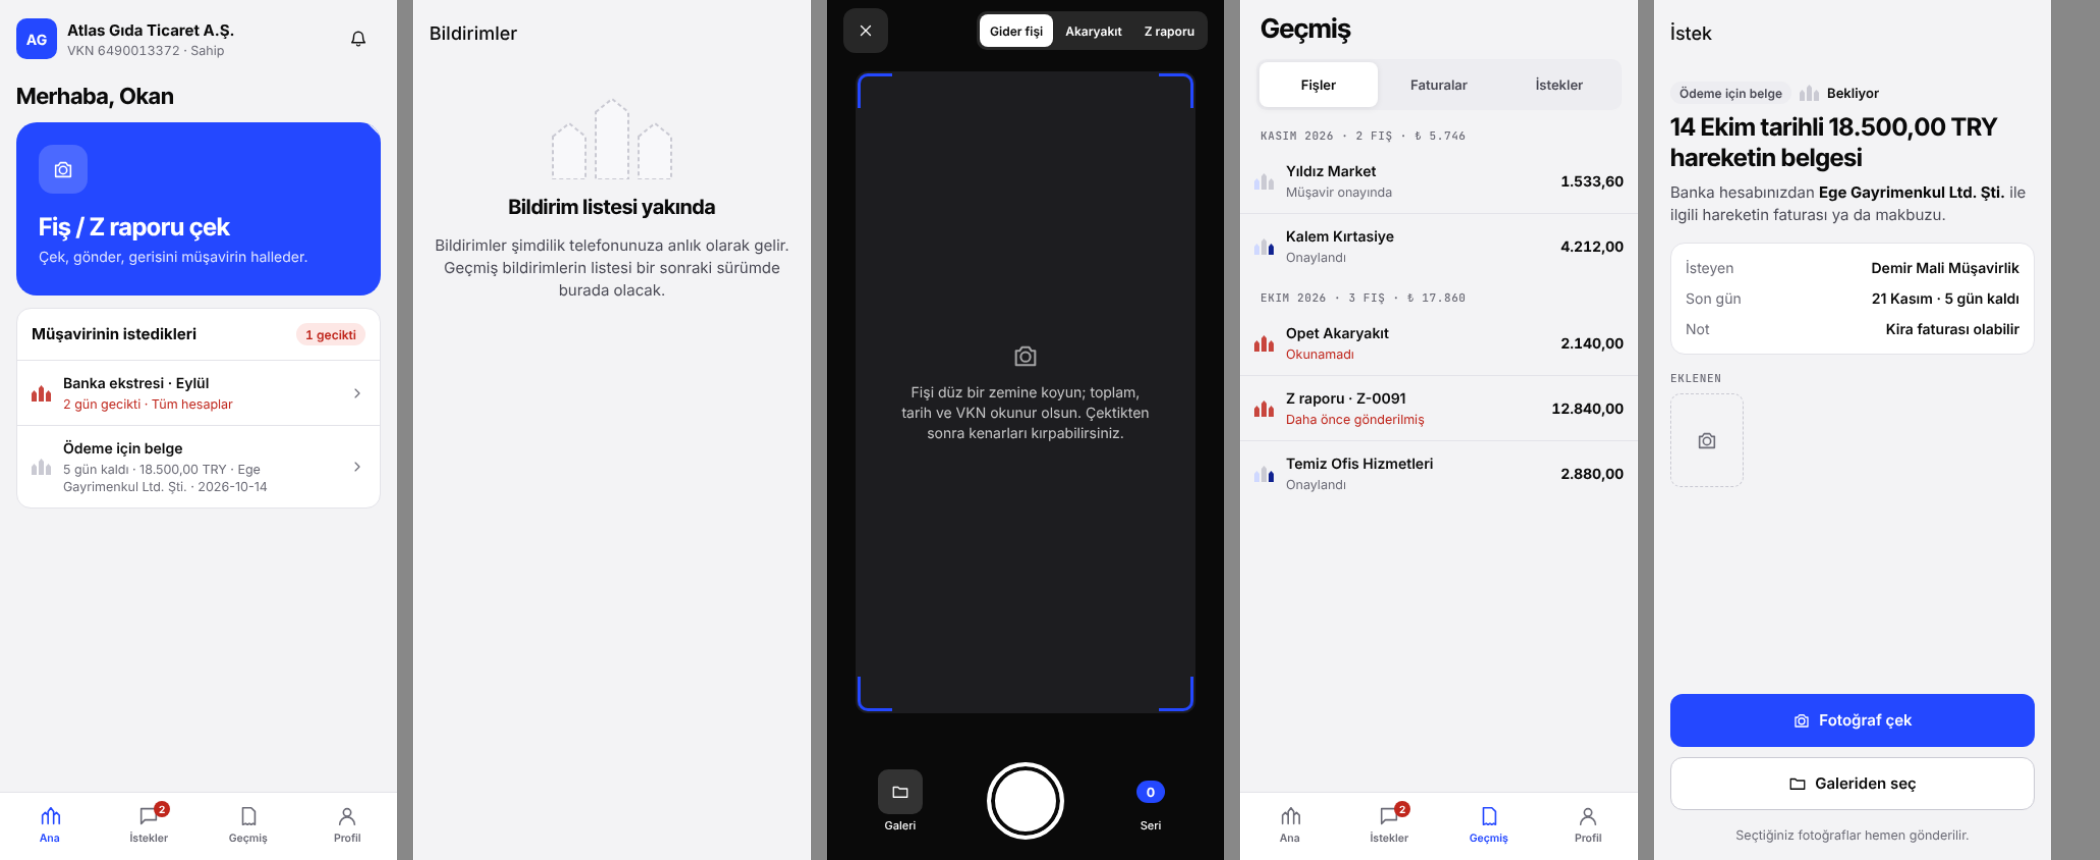 AG
Atlas Gıda Ticaret A.Ş.
VKN 6490013372 · Sahip
Merhaba, Okan
Fiş / Z raporu çek
Çek, gönder, gerisini müşavirin halleder.
Müşavirinin istedikleri
1 gecikti
Banka ekstresi · Eylül
2 gün gecikti · Tüm hesaplar
Ödeme için belge
5 gün kaldı · 18.500,00 TRY · Ege
Gayrimenkul Ltd. Şti. · 2026-10-14
2
Ana
İstekler
Geçmiş
Profil
Bildirimler
Bildirim listesi yakında
Bildirimler şimdilik telefonunuza anlık olarak gelir.
Geçmiş bildirimlerin listesi bir sonraki sürümde
burada olacak.
Gider fişi
Akaryakıt
Z raporu
Fişi düz bir zemine koyun; toplam,
tarih ve VKN okunur olsun. Çektikten
sonra kenarları kırpabilirsiniz.
Galeri
0
Seri
Geçmiş
Fişler
Faturalar
İstekler
KASIM 2026 · 2 FIŞ · ₺ 5.746
Yıldız Market
Müşavir onayında
1.533,60
Kalem Kırtasiye
Onaylandı
4.212,00
EKIM 2026 · 3 FIŞ · ₺ 17.860
Opet Akaryakıt
Okunamadı
2.140,00
Z raporu · Z-0091
Daha önce gönderilmiş
12.840,00
Temiz Ofis Hizmetleri
Onaylandı
2.880,00
2
Ana
İstekler
Geçmiş
Profil
İstek
Ödeme için belge
Bekliyor
14 Ekim tarihli 18.500,00 TRY
hareketin belgesi
Banka hesabınızdan Ege Gayrimenkul Ltd. Şti. ile
ilgili hareketin faturası ya da makbuzu.
İsteyen
Demir Mali Müşavirlik
Son gün
21 Kasım · 5 gün kaldı
Not
Kira faturası olabilir
EKLENEN
Fotoğraf çek
Galeriden seç
Seçtiğiniz fotoğraflar hemen gönderilir.